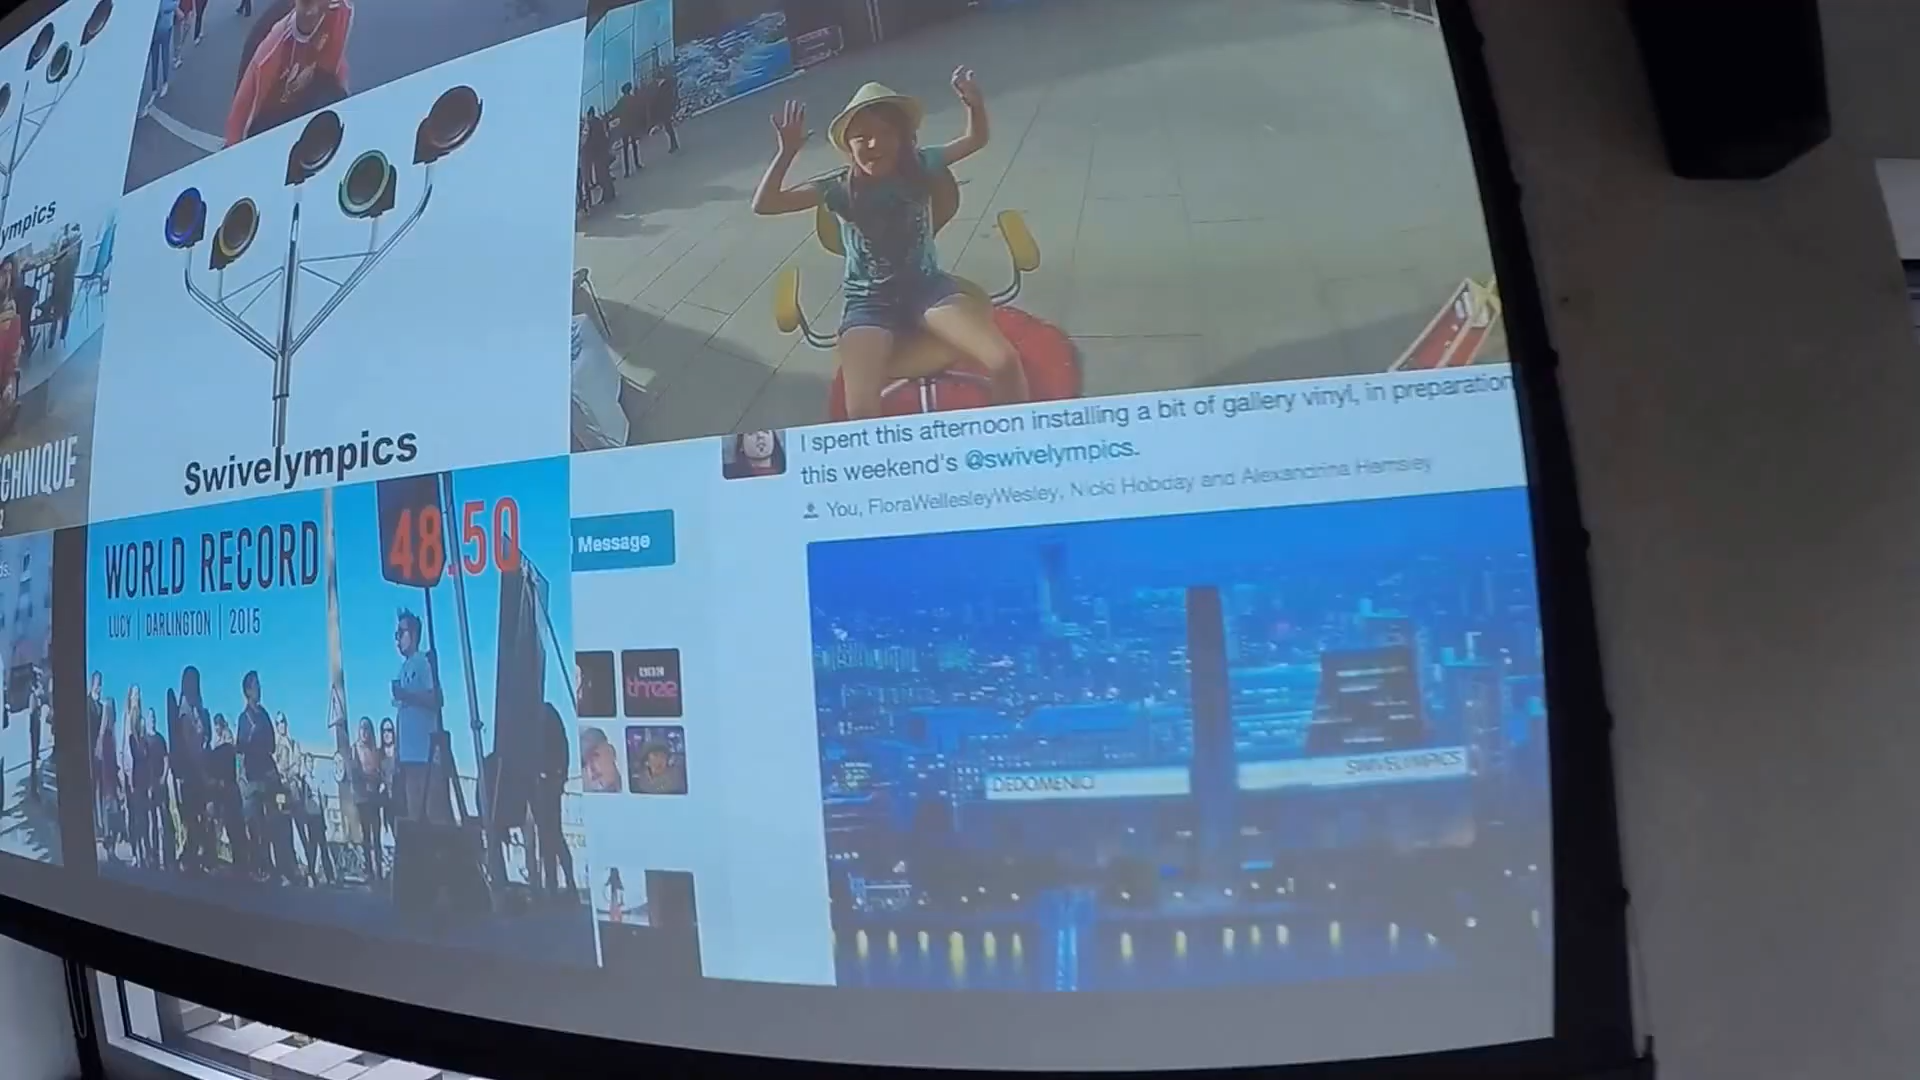 ympics
CHNIQUE
Swivelympics
WORLD RECORD
LUCY | DARLINGTON | 2015
48.50
I spent this afternoon installing a bit of gallery vinyl, in preparation
this weekend's @swivelympics.
You, FloraWellesleyWesley, Nicki Hobday and Alexandrina Hemsley
Message
three
DEDOMENICI
SWIVELYMPICS